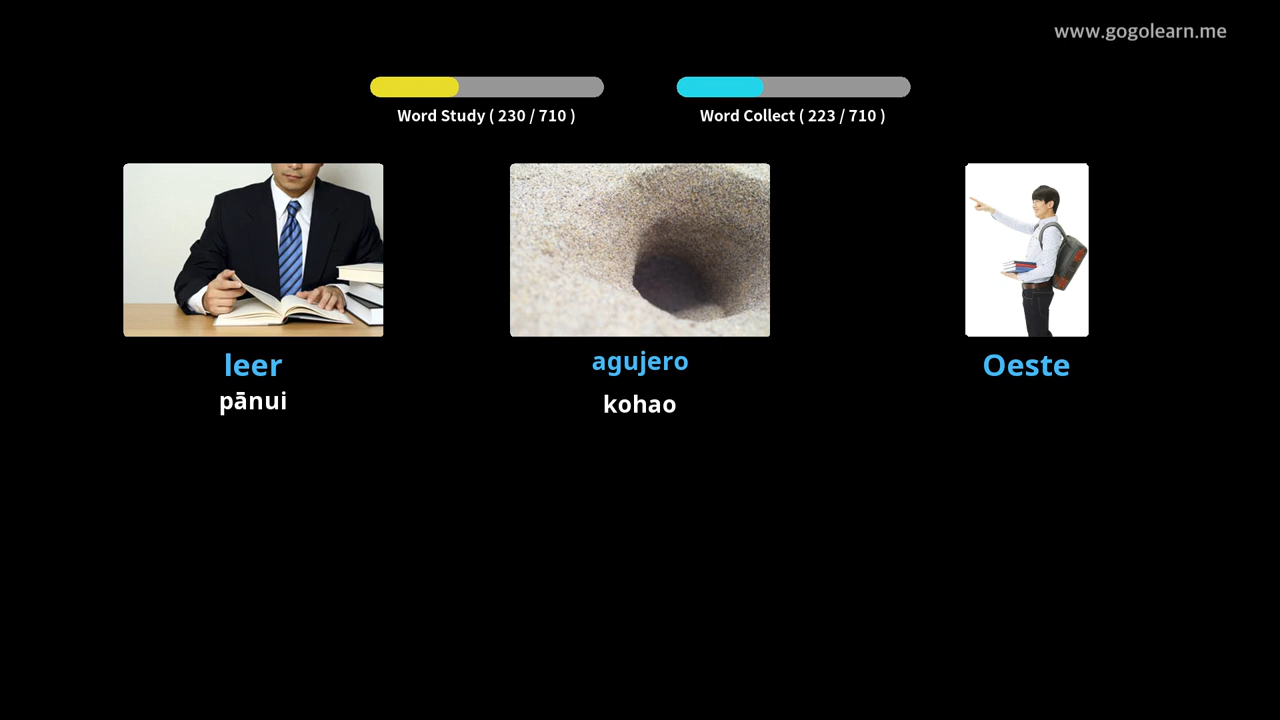 www.gogolearn.me
Word Study ( 230 / 710 )
Word Collect ( 223 / 710 )
leer
pānui
agujero
kohao
Oeste